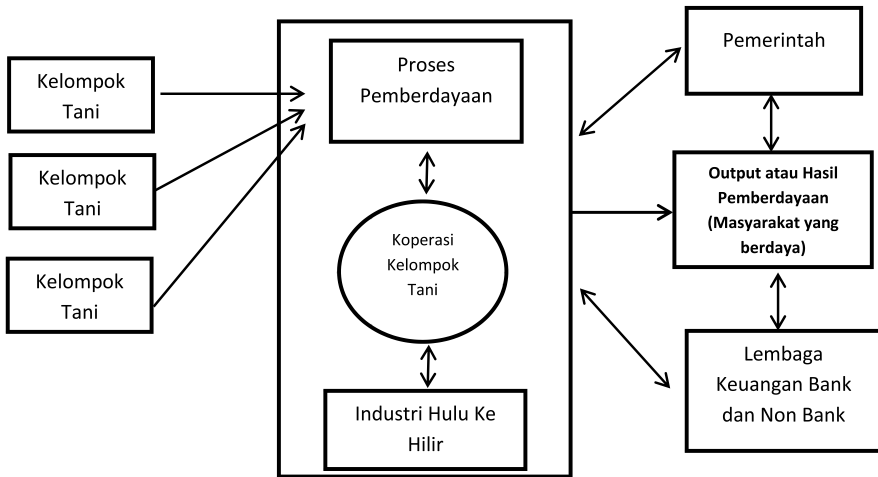 Kelompok
Tani
Kelompok
Tani
Kelompok
Tani
Proses
Pemberdayaan
Koperasi
Kelompok
Tani
Industri Hulu Ke
Hilir
Pemerintah
Output atau Hasil
Pemberdayaan
(Masyarakat yang
berdaya)
Lembaga
Keuangan Bank
dan Non Bank